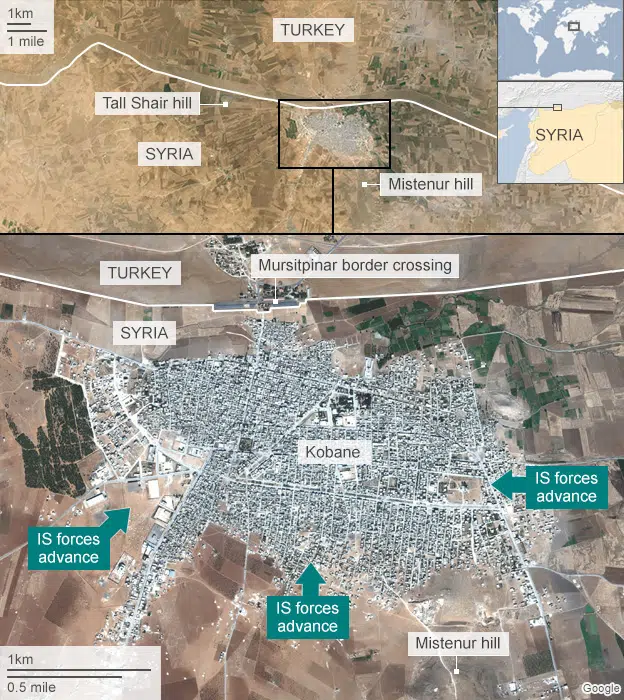 1km
1 mile
TURKEY
Tall Shair hill
SYRIA
SYRIA
Mistenur hill
TURKEY
Mursitpinar border crossing
SYRIA
Kobane
IS forces
advance
IS forces
advance
IS forces
advance
Mistenur hill
1km
0.5 mile
Google